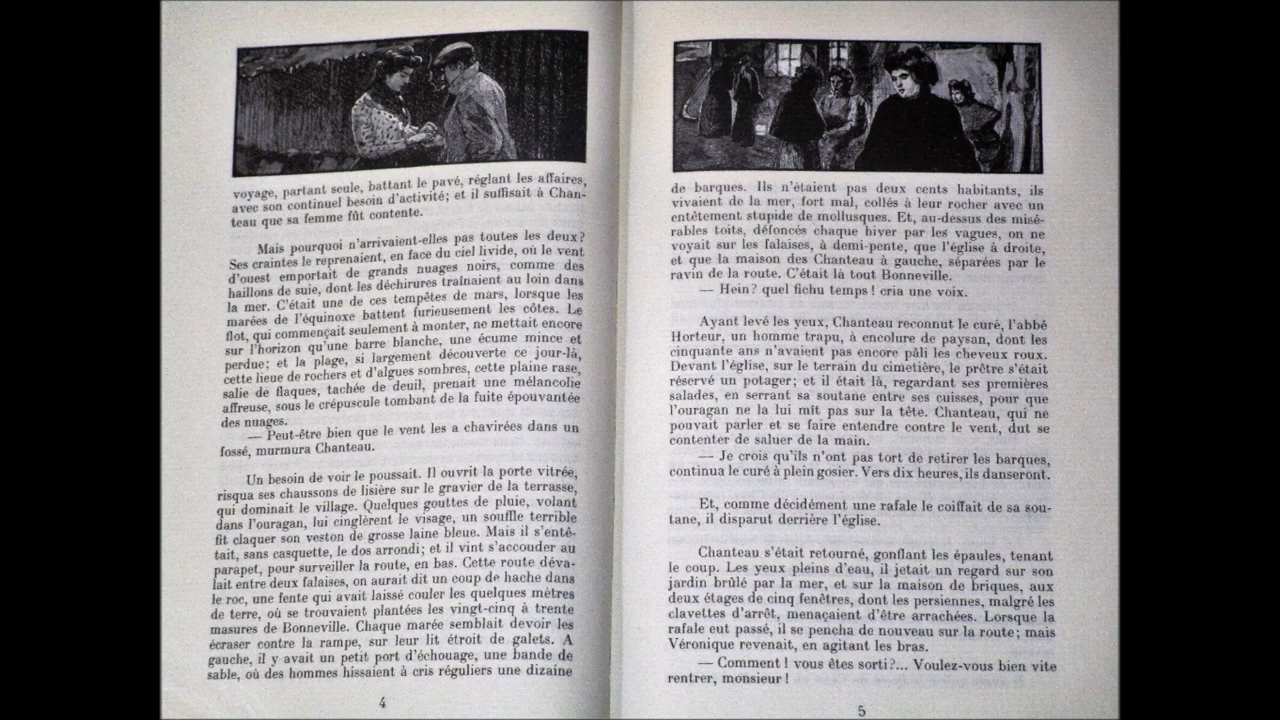 voyage, partant seule, battant le pavé, réglant les affaires,
avec son continuel besoin d'activité; et il suffisait à Chan-
teau que sa femme fût contente.
Mais pourquoi n'arrivaient-elles pas toutes les deux?
Ses craintes le reprenaient, en face du ciel livide, où le vent
d'ouest emportait de grands nuages noirs, comme des
haillons de suie, dont les déchirures traînaient au loin dans
la mer. C'était une de ces tempêtes de mars, lorsque les
marées de l'équinoxe battent furieusement les côtes. Le
flot, qui commençait seulement à monter, ne mettait encore
sur l'horizon qu'une barre blanche, une écume mince et
perdue; et la plage, si largement découverte ce jour-là,
cette lieue de rochers et d'algues sombres, cette plaine rase,
salie de flaques, tachée de deuil, prenait une mélancolie
affreuse, sous le crépuscule tombant de la fuite épouvantée
des nuages.
— Peut-être bien que le vent les a chavirées dans un
fossé, murmura Chanteau.
Un besoin de voir le poussait. Il ouvrit la porte vitrée,
risqua ses chaussons de lisière sur le gravier de la terrasse,
qui dominait le village. Quelques gouttes de pluie, volant
dans l'ouragan, lui cinglèrent le visage, un souffle terrible
fit claquer son veston de grosse laine bleue. Mais il s'entê-
tait, sans casquette, le dos arrondi; et il vint s'accouder au
parapet, pour surveiller la route, en bas. Cette route déva-
lait entre deux falaises, on aurait dit un coup de hache dans
le roc, une fente qui avait laissé couler les quelques mètres
de terre, où se trouvaient plantées les vingt-cinq à trente
masures de Bonneville. Chaque marée semblait devoir les
écraser contre la rampe, sur leur lit étroit de galets. A
gauche, il y avait un petit port d'échouage, une bande de
sable, où des hommes hissaient à cris réguliers une dizaine
4
de barques. Ils n'étaient pas deux cents habitants, ils
vivaient de la mer, fort mal, collés à leur rocher avec un
entêtement stupide de mollusques. Et, au-dessus des misé-
rables toits, défoncés chaque hiver par les vagues, on ne
voyait sur les falaises, à demi-pente, que l'église à droite,
et que la maison des Chanteau à gauche, séparées par le
ravin de la route. C'était là tout Bonneville.
— Hein? quel fichu temps! cria une voix.
Ayant levé les yeux, Chanteau reconnut le curé, l'abbé
Horteur, un homme trapu, à encolure de paysan, dont les
cinquante ans n'avaient pas encore pâli les cheveux roux.
Devant l'église, sur le terrain du cimetière, le prêtre s'était
réservé un potager; et il était là, regardant ses premières
salades, en serrant sa soutane entre ses cuisses, pour que
l'ouragan ne la lui mît pas sur la tête. Chanteau, qui ne
pouvait parler et se faire entendre contre le vent, dut se
contenter de saluer de la main.
— Je crois qu'ils n'ont pas tort de retirer les barques,
continua le curé à plein gosier. Vers dix heures, ils danseront.
Et, comme décidément une rafale le coiffait de sa sou-
tane, il disparut derrière l'église.
Chanteau s'était retourné, gonflant les épaules, tenant
le coup. Les yeux pleins d'eau, il jetait un regard sur son
jardin brûlé par la mer, et sur la maison de briques, aux
deux étages de cinq fenêtres, dont les persiennes, malgré les
clavettes d'arrêt, menaçaient d'être arrachées. Lorsque la
rafale eut passé, il se pencha de nouveau sur la route; mais
Véronique revenait, en agitant les bras.
— Comment! vous êtes sorti?... Voulez-vous bien vite
rentrer, monsieur!
5